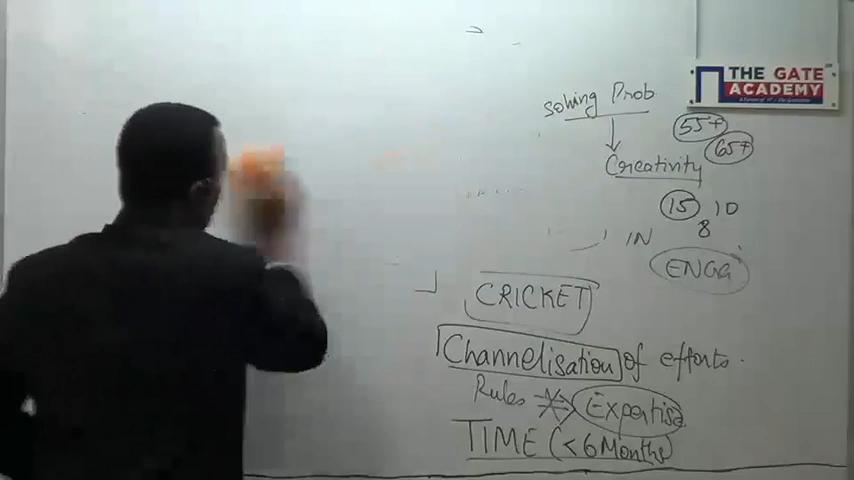 THE GATE
ACADEMY
solving Prob
55+
65+
Creativity
15 10
8
IN
ENGG
CRICKET
Channelisation of efforts.
Rules Expertise
TIME (<6 Months)